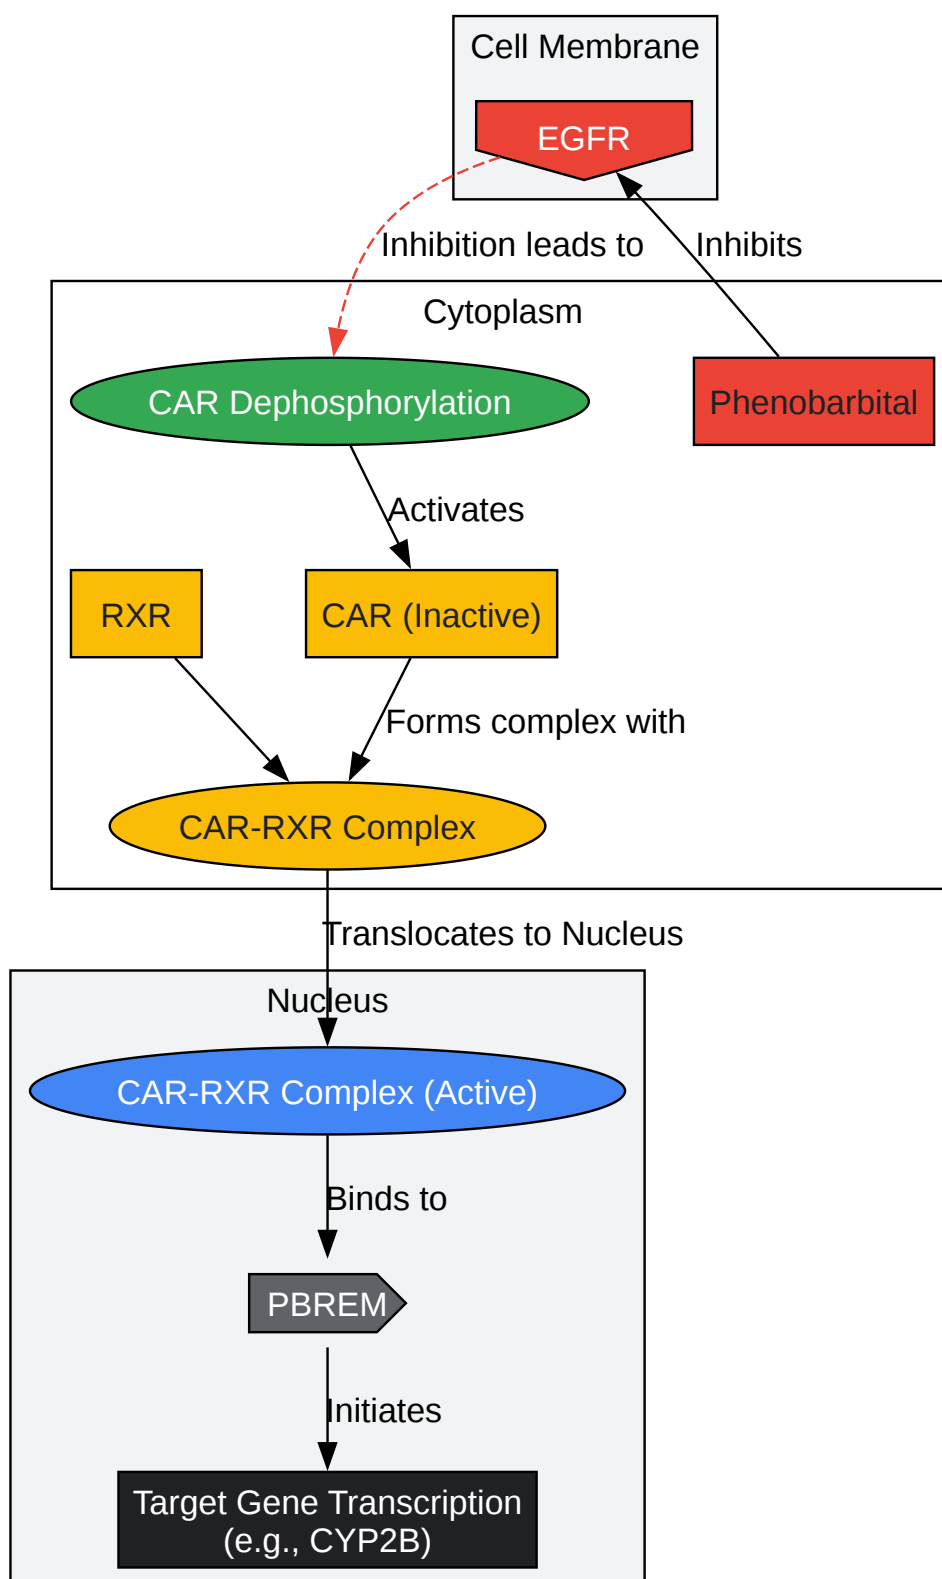 Cell Membrane
EGFR
Inhibition leads to
Inhibits
Cytoplasm
CAR Dephosphorylation
Phenobarbital
Activates
RXR
CAR (Inactive)
Forms complex with
CAR-RXR Complex
Translocates to Nucleus
Nucleus
CAR-RXR Complex (Active)
Binds to
PBREM
Initiates
Target Gene Transcription
(e.g., CYP2B)